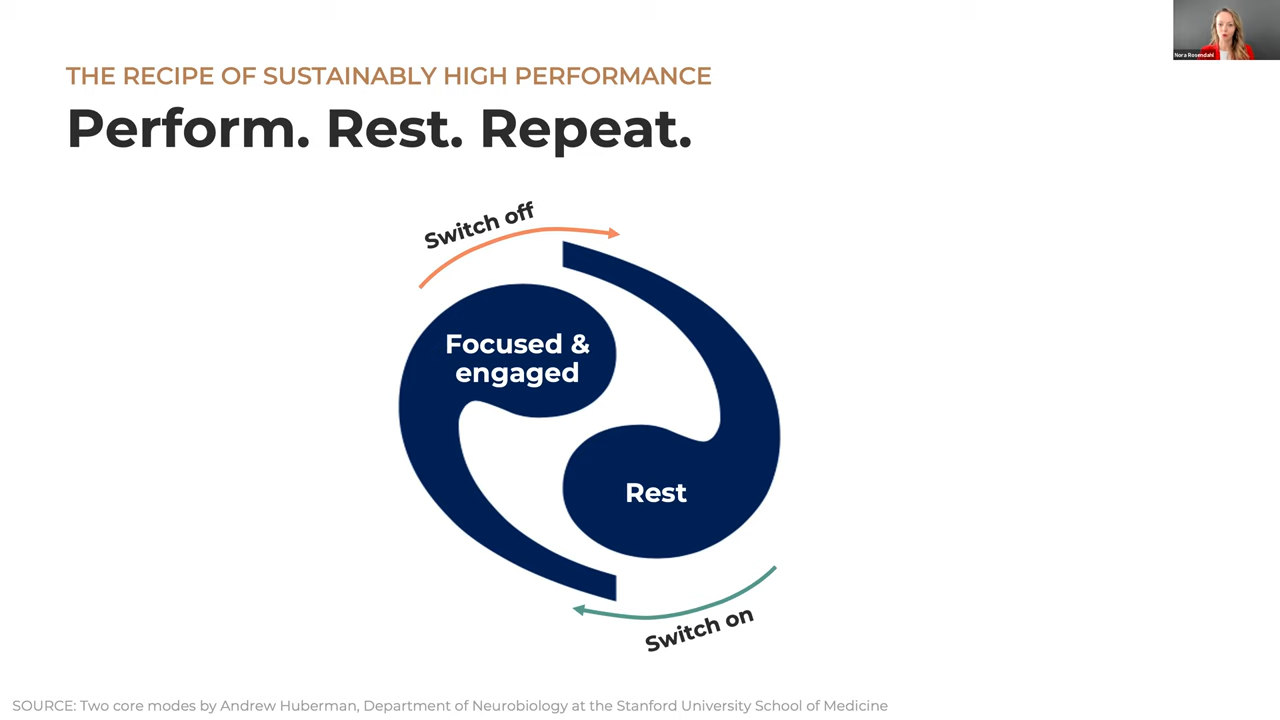 Nora Rosendahl
THE RECIPE OF SUSTAINABLY HIGH PERFORMANCE
Perform. Rest. Repeat.
Switch off
Focused &
engaged
Rest
Switch on
SOURCE: Two core modes by Andrew Huberman, Department of Neurobiology at the Stanford University School of Medicine